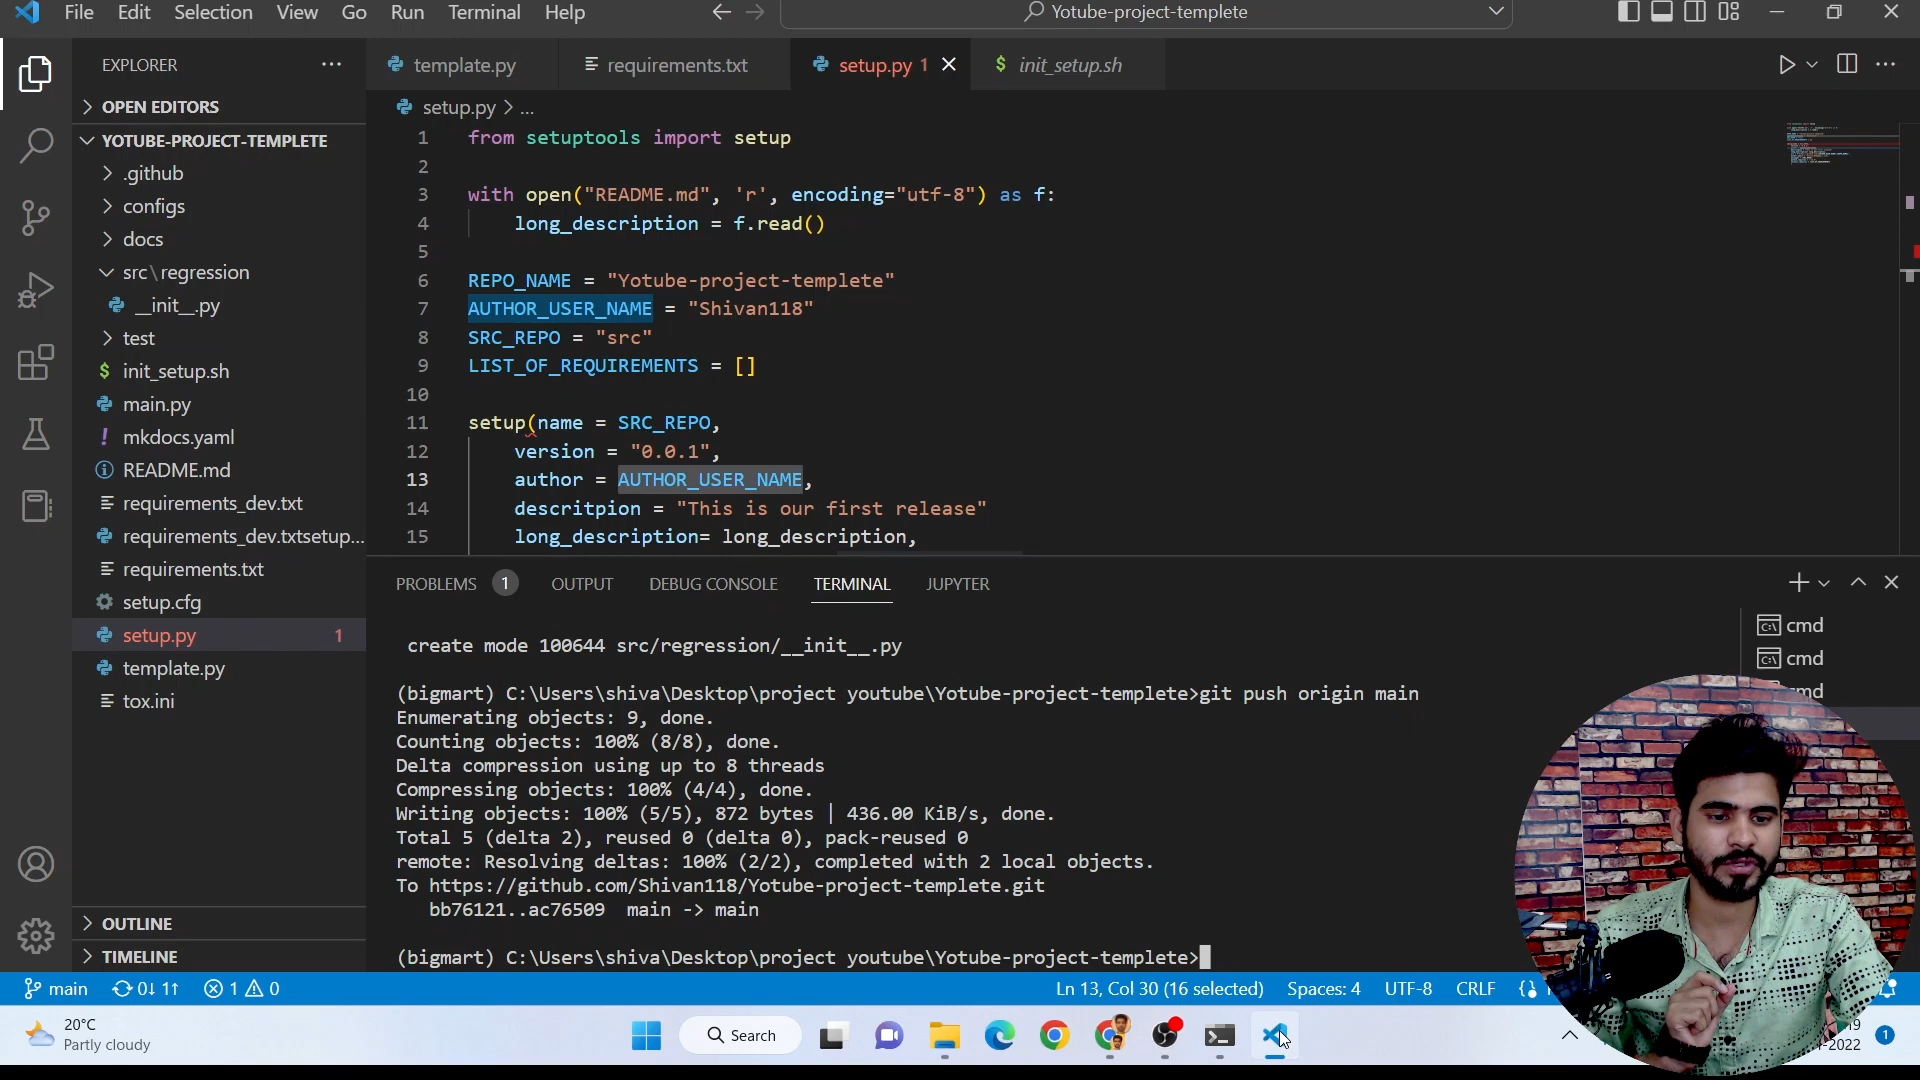 File Edit Selection View Go Run Terminal Help
Yotube-project-templete
EXPLORER
OPEN EDITORS
YOTUBE-PROJECT-TEMPLETE
.github
configs
docs
src\regression
__init__.py
test
init_setup.sh
main.py
mkdocs.yaml
README.md
requirements_dev.txt
requirements_dev.txtsetup...
requirements.txt
setup.cfg
setup.py 1
template.py
tox.ini
OUTLINE
TIMELINE
template.py requirements.txt setup.py 1 init_setup.sh
setup.py > ...
1 from setuptools import setup
2
3 with open("README.md", 'r', encoding="utf-8") as f:
4 long_description = f.read()
5
6 REPO_NAME = "Yotube-project-templete"
7 AUTHOR_USER_NAME = "Shivan118"
8 SRC_REPO = "src"
9 LIST_OF_REQUIREMENTS = []
10
11 setup(name = SRC_REPO,
12 version = "0.0.1",
13 author = AUTHOR_USER_NAME,
14 descritpion = "This is our first release"
15 long_description= long_description,
PROBLEMS 1 OUTPUT DEBUG CONSOLE TERMINAL JUPYTER
create mode 100644 src/regression/__init__.py
(bigmart) C:\Users\shiva\Desktop\project youtube\Yotube-project-templete>git push origin main
Enumerating objects: 9, done.
Counting objects: 100% (8/8), done.
Delta compression using up to 8 threads
Compressing objects: 100% (4/4), done.
Writing objects: 100% (5/5), 872 bytes | 436.00 KiB/s, done.
Total 5 (delta 2), reused 0 (delta 0), pack-reused 0
remote: Resolving deltas: 100% (2/2), completed with 2 local objects.
To https://github.com/Shivan118/Yotube-project-templete.git
bb76121..ac76509 main -> main
(bigmart) C:\Users\shiva\Desktop\project youtube\Yotube-project-templete>
cmd
cmd
main 0↓ 1↑ 1 0 Ln 13, Col 30 (16 selected) Spaces: 4 UTF-8 CRLF
20°C
Partly cloudy
Search
2022
1